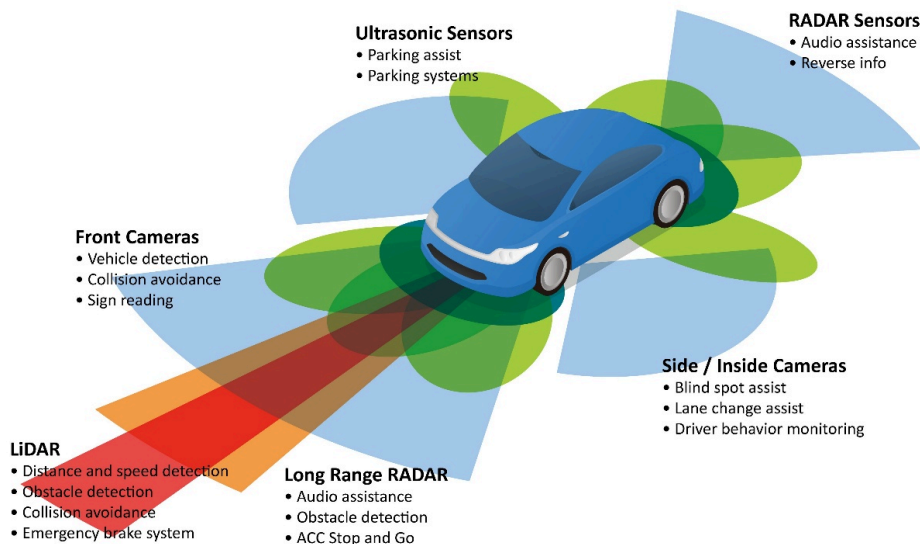 Ultrasonic Sensors
• Parking assist
• Parking systems
RADAR Sensors
• Audio assistance
• Reverse info
Front Cameras
• Vehicle detection
• Collision avoidance
• Sign reading
Side / Inside Cameras
• Blind spot assist
• Lane change assist
• Driver behavior monitoring
LiDAR
• Distance and speed detection
• Obstacle detection
• Collision avoidance
• Emergency brake system
Long Range RADAR
• Audio assistance
• Obstacle detection
• ACC Stop and Go